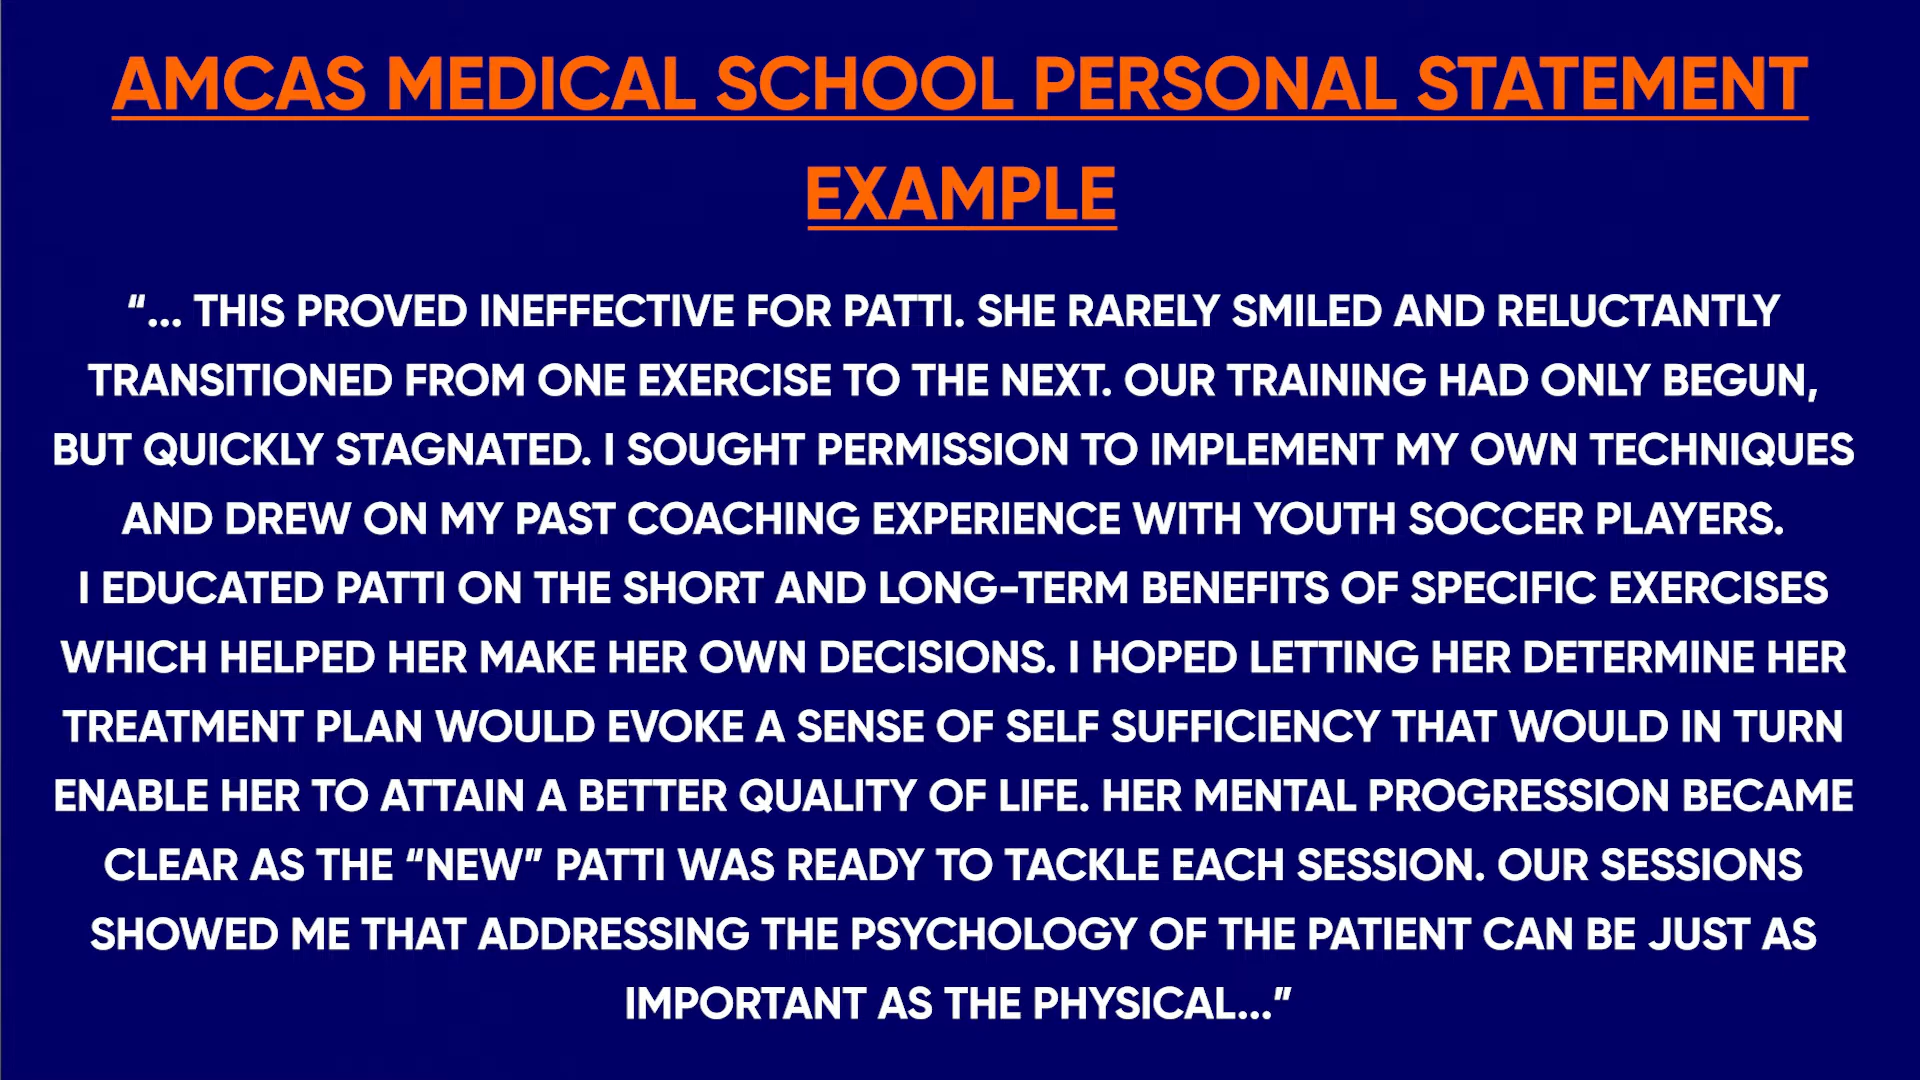 AMCAS MEDICAL SCHOOL PERSONAL STATEMENT
EXAMPLE
“... THIS PROVED INEFFECTIVE FOR PATTI. SHE RARELY SMILED AND RELUCTANTLY
TRANSITIONED FROM ONE EXERCISE TO THE NEXT. OUR TRAINING HAD ONLY BEGUN,
BUT QUICKLY STAGNATED. I SOUGHT PERMISSION TO IMPLEMENT MY OWN TECHNIQUES
AND DREW ON MY PAST COACHING EXPERIENCE WITH YOUTH SOCCER PLAYERS.
I EDUCATED PATTI ON THE SHORT AND LONG-TERM BENEFITS OF SPECIFIC EXERCISES
WHICH HELPED HER MAKE HER OWN DECISIONS. I HOPED LETTING HER DETERMINE HER
TREATMENT PLAN WOULD EVOKE A SENSE OF SELF SUFFICIENCY THAT WOULD IN TURN
ENABLE HER TO ATTAIN A BETTER QUALITY OF LIFE. HER MENTAL PROGRESSION BECAME
CLEAR AS THE “NEW” PATTI WAS READY TO TACKLE EACH SESSION. OUR SESSIONS
SHOWED ME THAT ADDRESSING THE PSYCHOLOGY OF THE PATIENT CAN BE JUST AS
IMPORTANT AS THE PHYSICAL...”